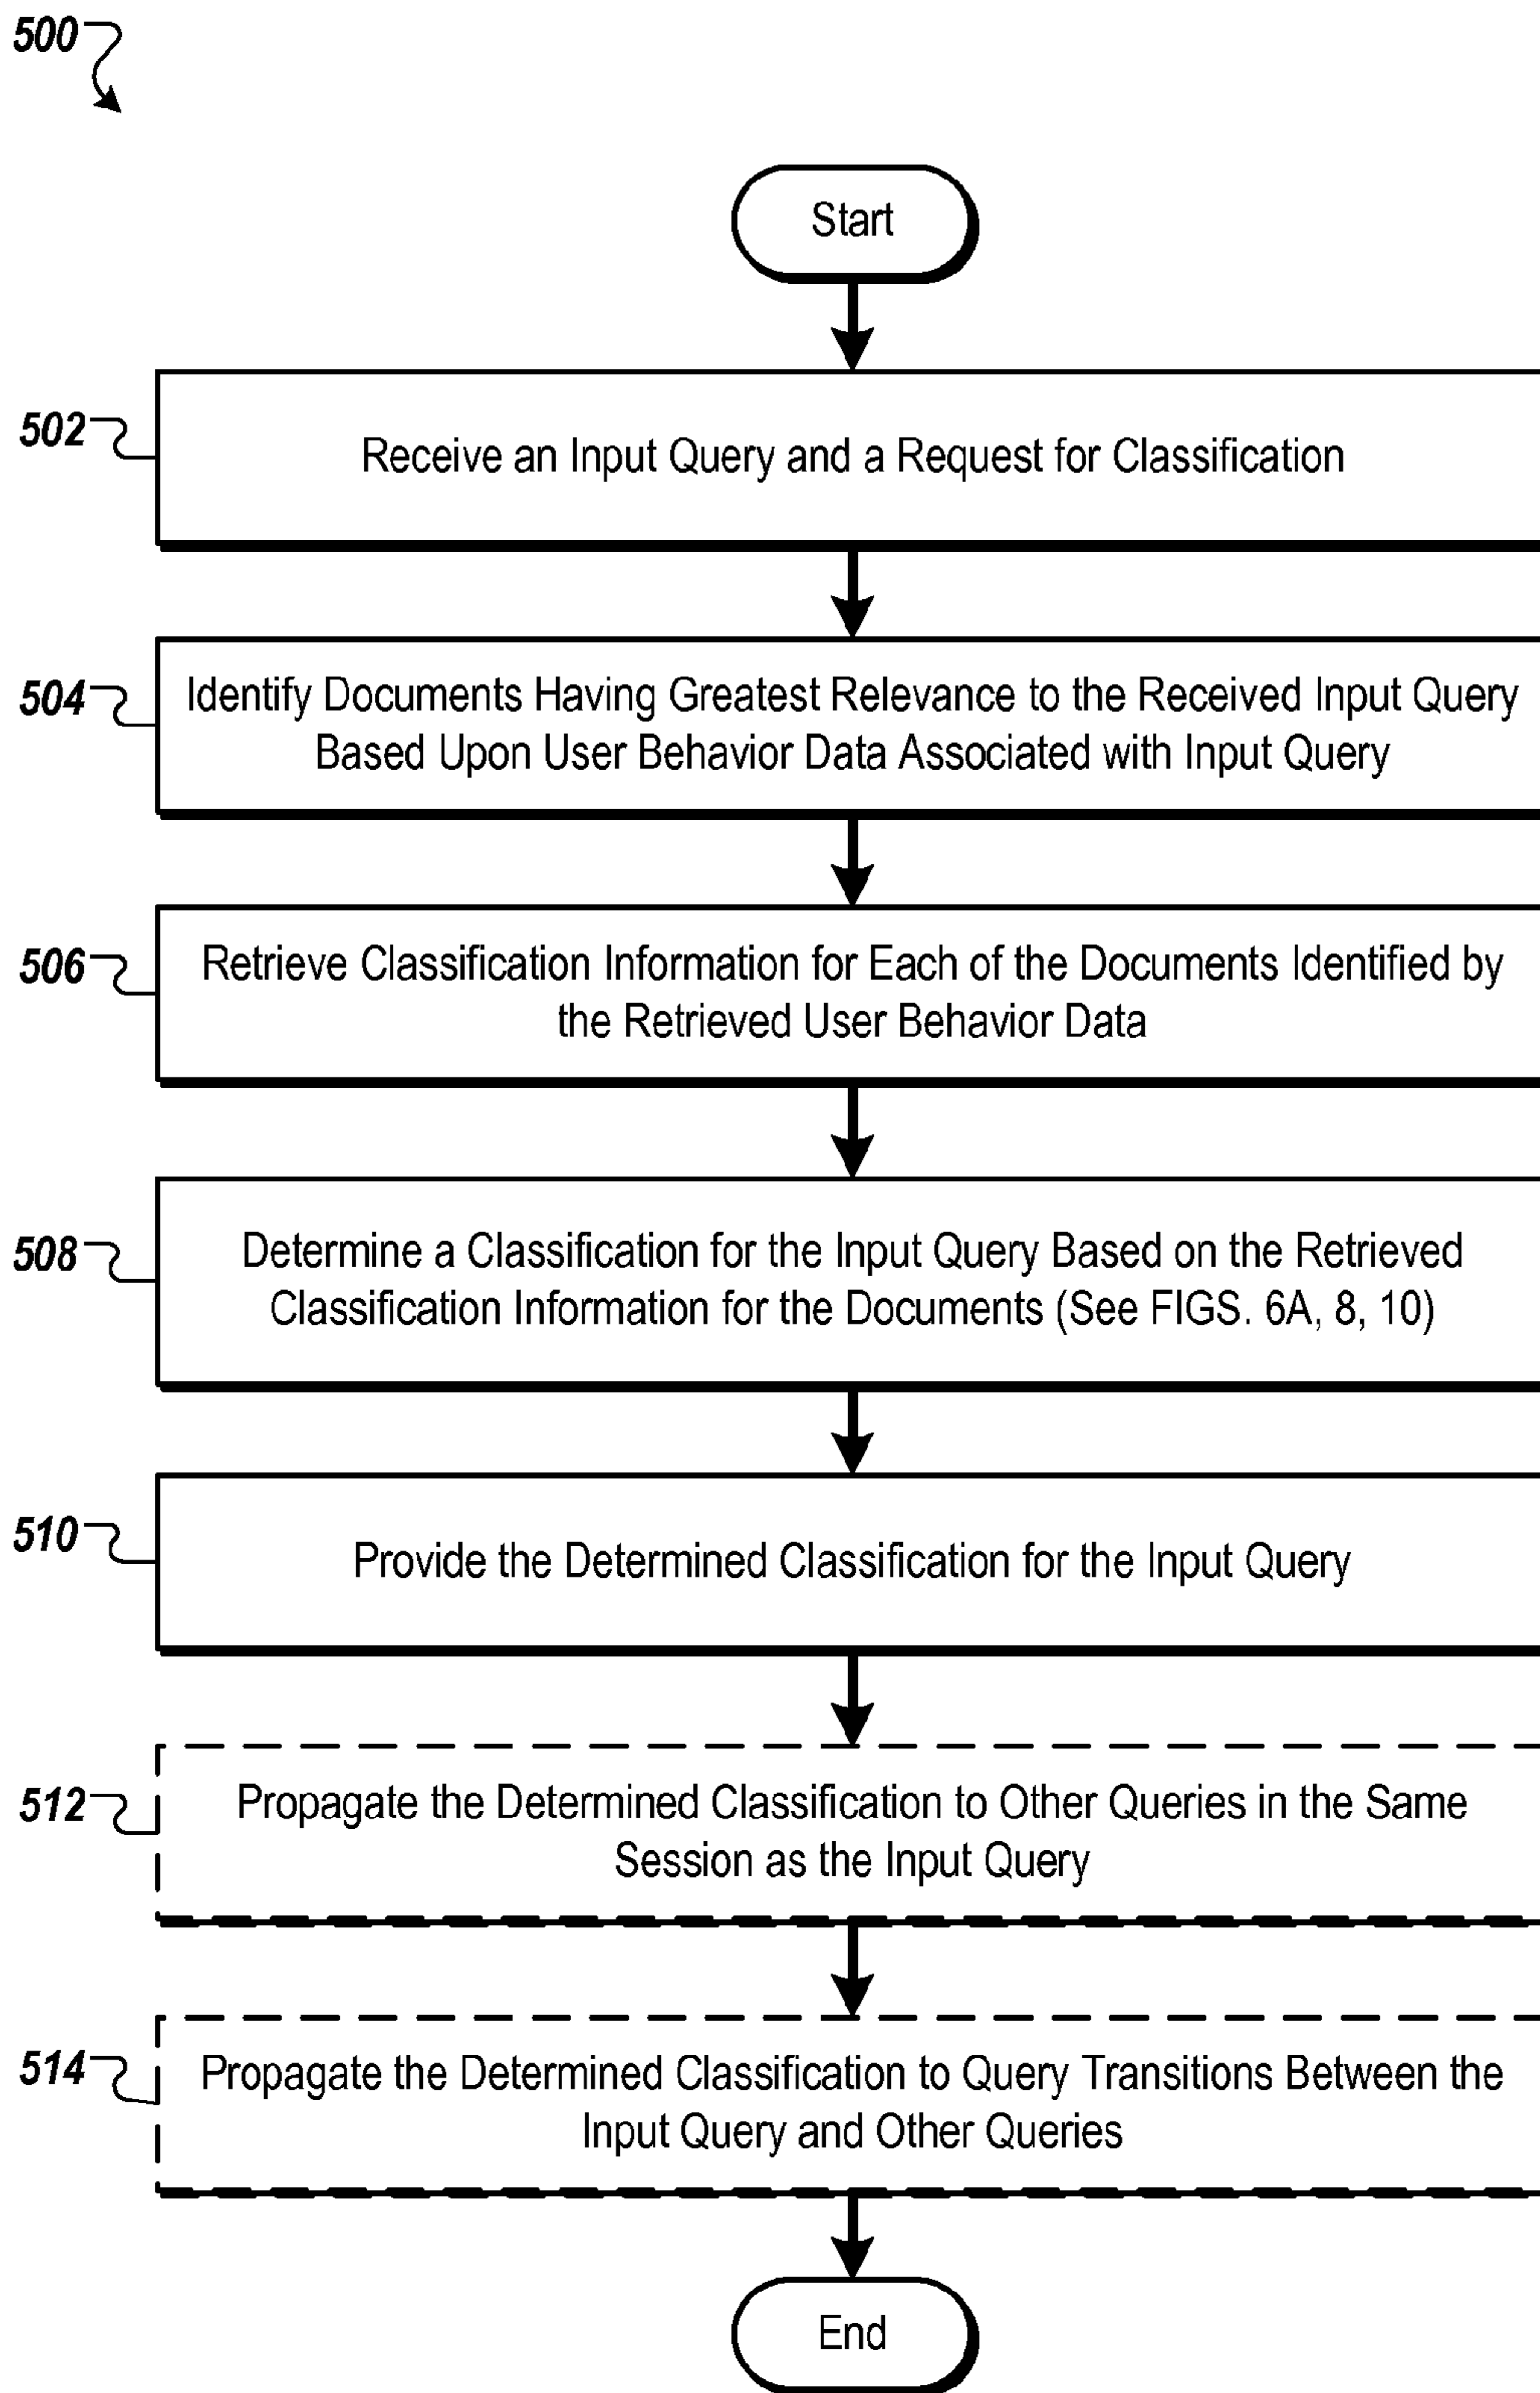 500
Start
502
Receive an Input Query and a Request for Classification
504
Identify Documents Having Greatest Relevance to the Received Input Query
Based Upon User Behavior Data Associated with Input Query
506
Retrieve Classification Information for Each of the Documents Identified by
the Retrieved User Behavior Data
508
Determine a Classification for the Input Query Based on the Retrieved
Classification Information for the Documents (See FIGS. 6A, 8, 10)
510
Provide the Determined Classification for the Input Query
512
Propagate the Determined Classification to Other Queries in the Same
Session as the Input Query
514
Propagate the Determined Classification to Query Transitions Between the
Input Query and Other Queries
End